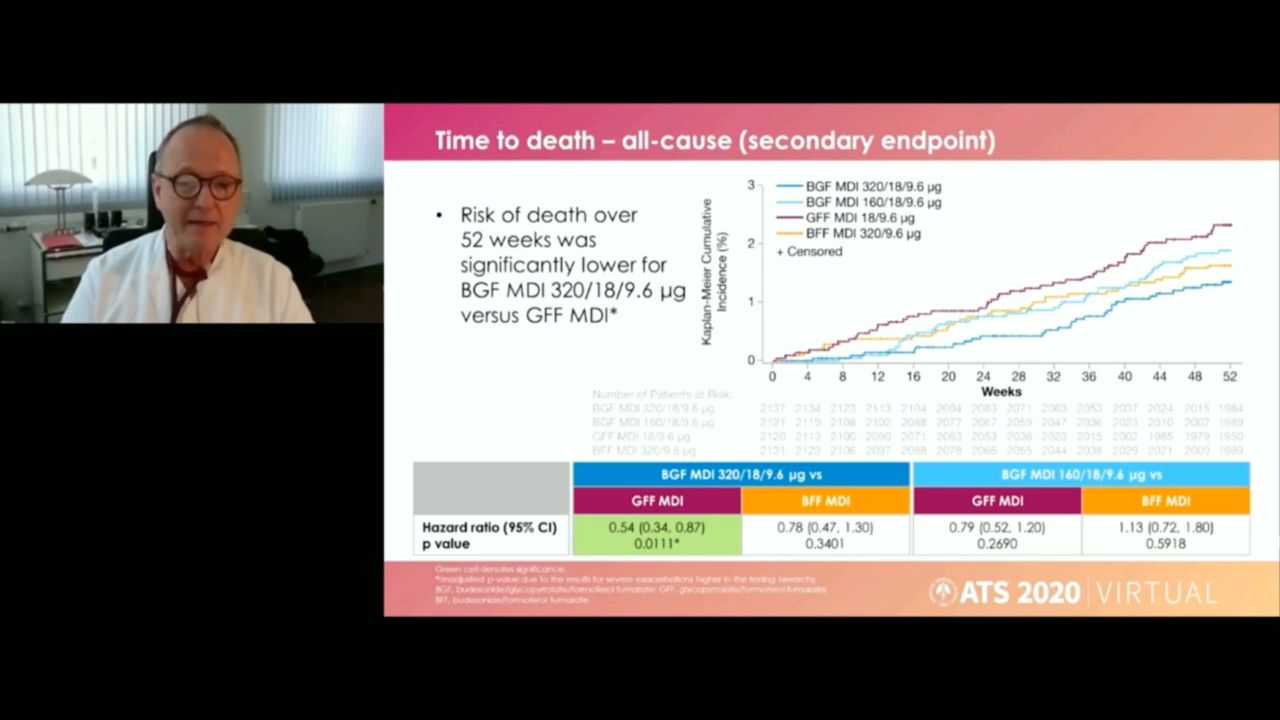 Time to death – all-cause (secondary endpoint)
• Risk of death over
52 weeks was
significantly lower for
BGF MDI 320/18/9.6 µg
versus GFF MDI*
Kaplan-Meier Cumulative
Incidence (%)
3
2
1
0
BGF MDI 320/18/9.6 µg
BGF MDI 160/18/9.6 µg
GFF MDI 18/9.6 µg
BFF MDI 320/9.6 µg
+ Censored
0 4 8 12 16 20 24 28 32 36 40 44 48 52
Weeks
Number of Patients at Risk:
BGF MDI 320/18/9.6 µg 2137 2134 2123 2113 2104 2094 2083 2071 2063 2053 2037 2024 2015 1984
BGF MDI 160/18/9.6 µg 2121 2119 2108 2102 2088 2077 2067 2059 2047 2036 2023 2010 2002 1989
GFF MDI 18/9.6 µg 2120 2113 2100 2090 2071 2063 2053 2036 2023 2015 2002 1985 1979 1950
BFF MDI 320/9.6 µg 2131 2123 2106 2097 2088 2078 2066 2055 2044 2038 2029 2021 2009 1989
BGF MDI 320/18/9.6 µg vs BGF MDI 160/18/9.6 µg vs
GFF MDI BFF MDI GFF MDI BFF MDI
Hazard ratio (95% CI) 0.54 (0.34, 0.87) 0.78 (0.47, 1.30) 0.79 (0.52, 1.20) 1.13 (0.72, 1.80)
p value 0.0111* 0.3401 0.2690 0.5918
Green cell denotes significance.
*Unadjusted p-value due to the results for severe exacerbations higher in the testing hierarchy
BGF, budesonide/glycopyrrolate/formoterol fumarate; GFF, glycopyrrolate/formoterol fumarate;
BFF, budesonide/formoterol fumarate
ATS 2020 | VIRTUAL